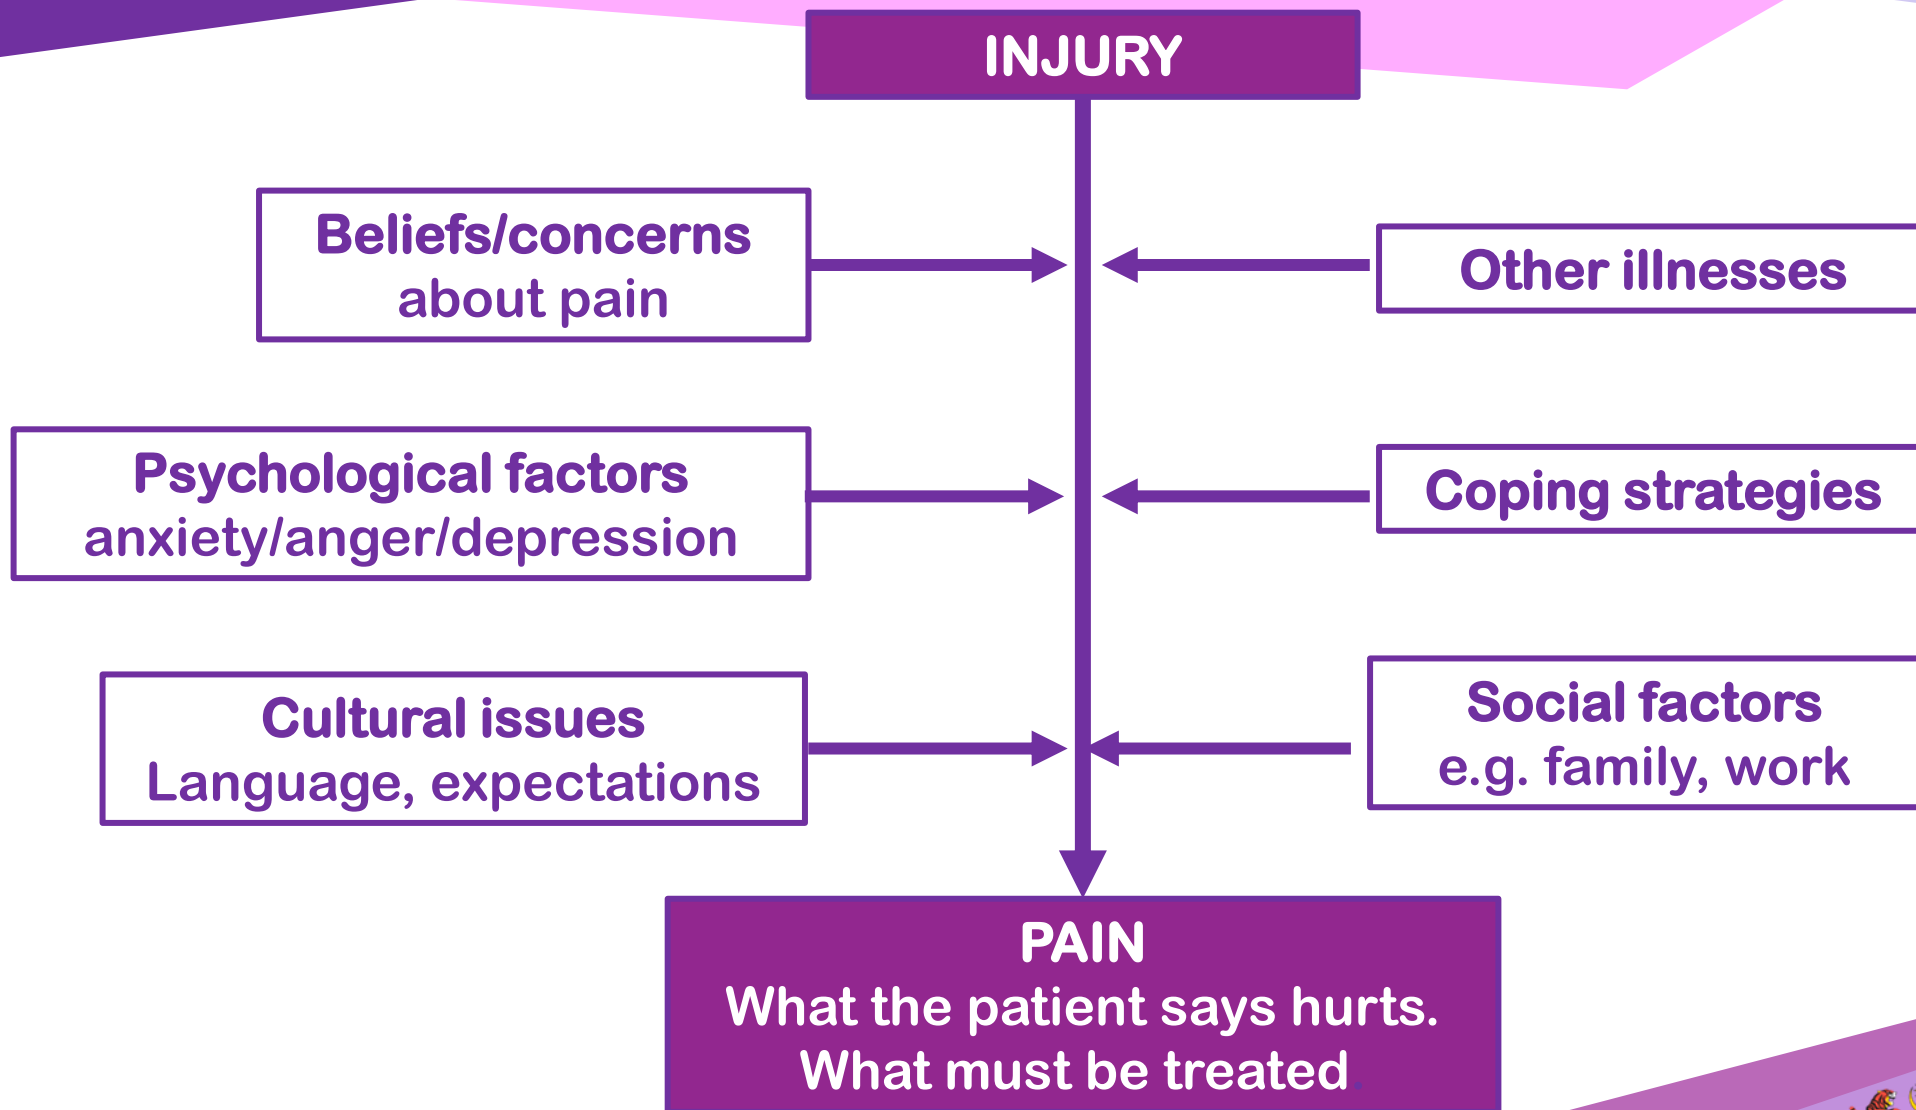 INJURY
Beliefs/concerns
about pain
Other illnesses
Psychological factors
anxiety/anger/depression
Coping strategies
Cultural issues
Language, expectations
Social factors
e.g. family, work
PAIN
What the patient says hurts.
What must be treated.